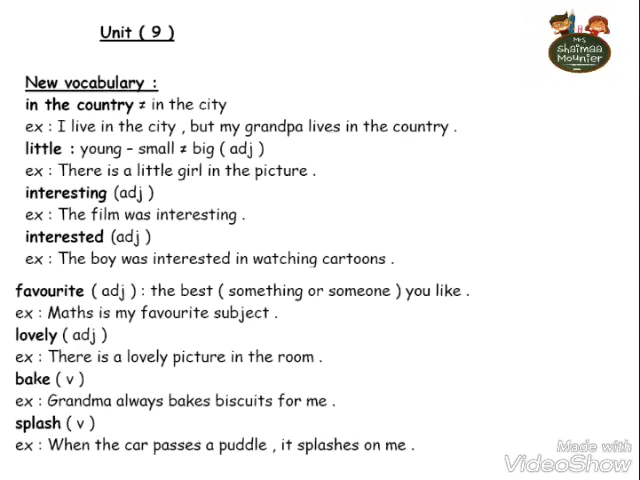 Unit ( 9 )
Mrs
Shaimaa
Mounier
New vocabulary :
in the country ≠ in the city
ex : I live in the city , but my grandpa lives in the country .
little : young – small ≠ big ( adj )
ex : There is a little girl in the picture .
interesting (adj )
ex : The film was interesting .
interested (adj )
ex : The boy was interested in watching cartoons .
favourite ( adj ) : the best ( something or someone ) you like .
ex : Maths is my favourite subject .
lovely ( adj )
ex : There is a lovely picture in the room .
bake ( v )
ex : Grandma always bakes biscuits for me .
splash ( v )
ex : When the car passes a puddle , it splashes on me .
Made with
VideoShow